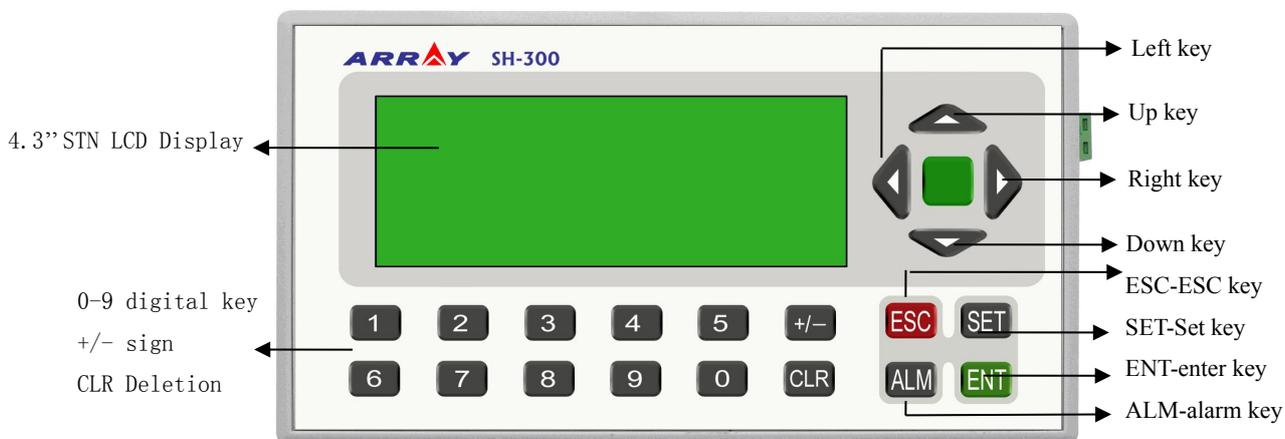 ARRAY SH-300
4.3” STN LCD Display
0-9 digital key
+/- sign
CLR Deletion
1 2 3 4 5 +/−
6 7 8 9 0 CLR
ESC SET
ALM ENT
Left key
Up key
Right key
Down key
ESC-ESC key
SET-Set key
ENT-enter key
ALM-alarm key